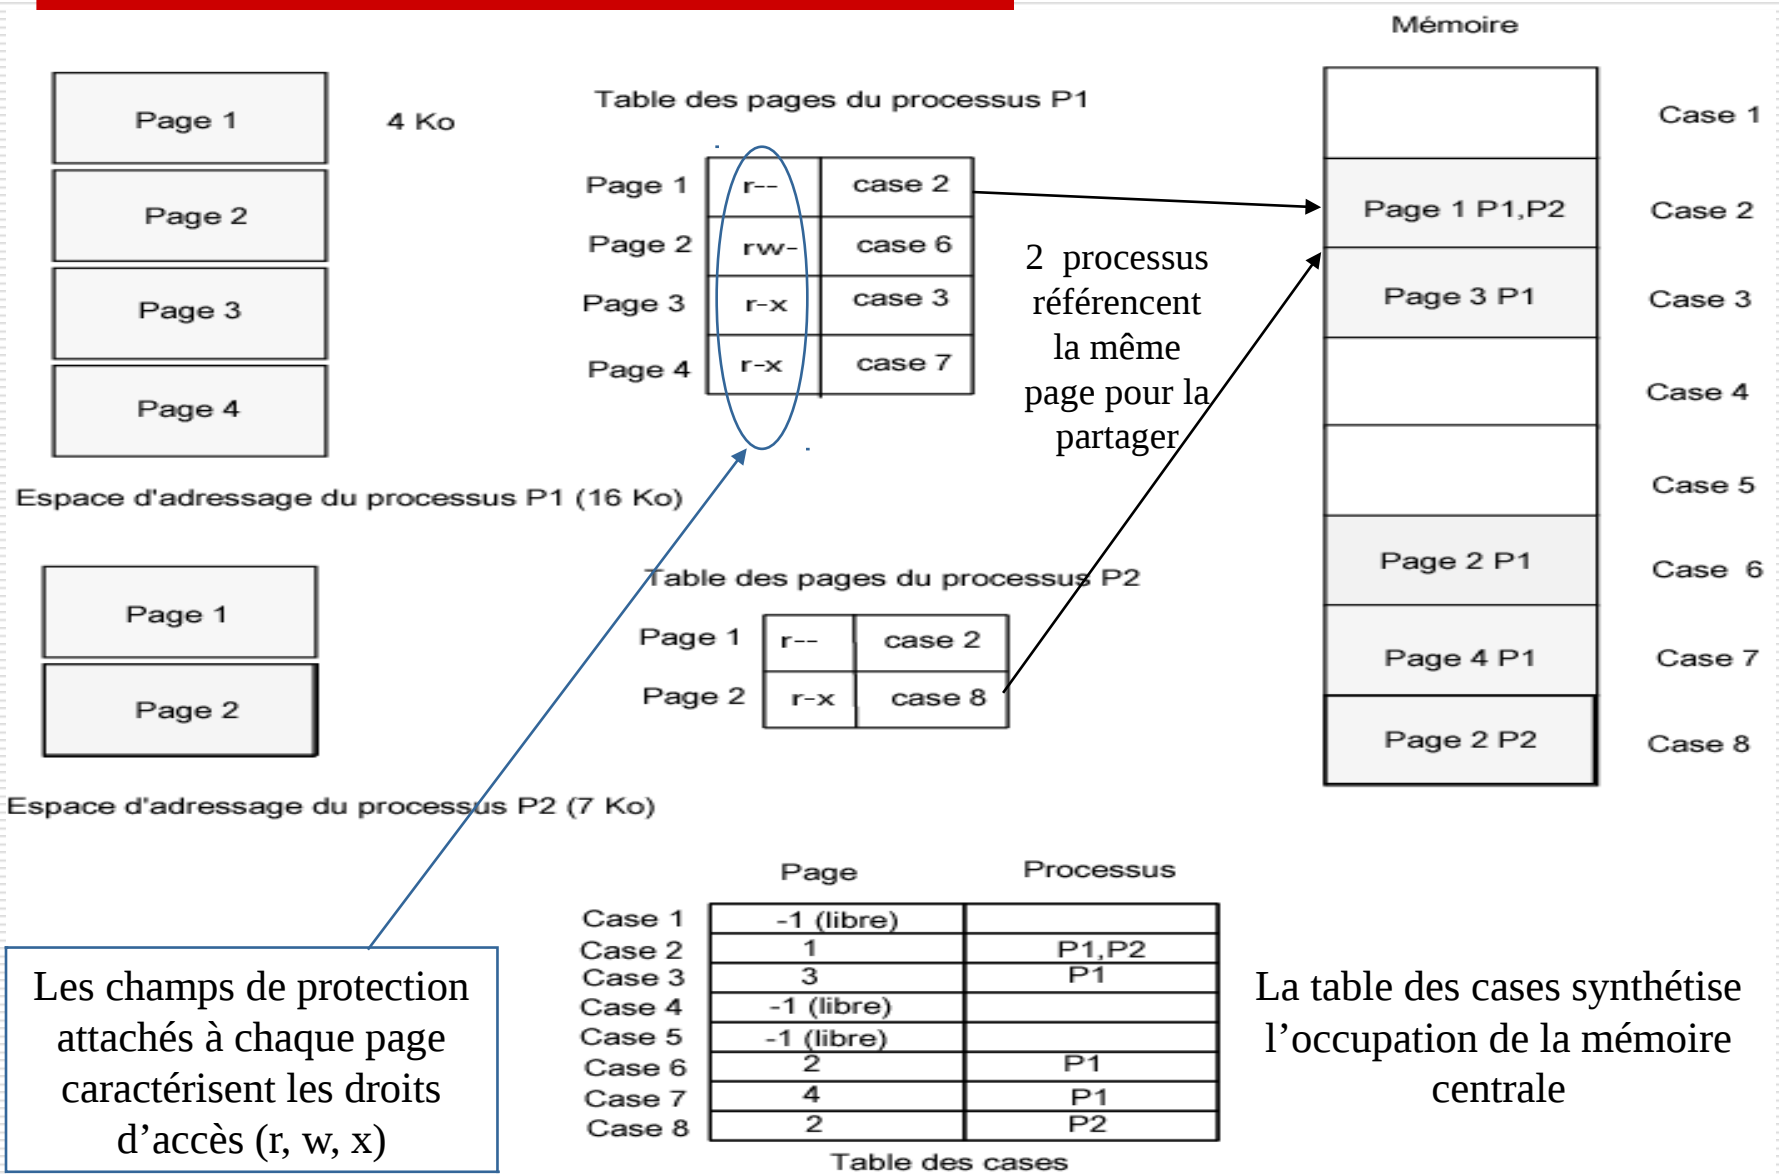 Mémoire
Page 1
4 Ko
Page 2
Page 3
Page 4
Espace d'adressage du processus P1 (16 Ko)
Table des pages du processus P1
Page 1 r-- case 2
Page 2 rw- case 6
Page 3 r-x case 3
Page 4 r-x case 7
2 processus
référencent
la même
page pour la
partager
Case 1
Page 1 P1,P2 Case 2
Page 3 P1 Case 3
Case 4
Case 5
Page 2 P1 Case 6
Page 4 P1 Case 7
Page 2 P2 Case 8
Page 1
Page 2
Espace d'adressage du processus P2 (7 Ko)
Table des pages du processus P2
Page 1 r-- case 2
Page 2 r-x case 8
Les champs de protection
attachés à chaque page
caractérisent les droits
d’accès (r, w, x)
Page Processus
Case 1 -1 (libre)
Case 2 1 P1,P2
Case 3 3 P1
Case 4 -1 (libre)
Case 5 -1 (libre)
Case 6 2 P1
Case 7 4 P1
Case 8 2 P2
Table des cases
La table des cases synthétise
l’occupation de la mémoire
centrale